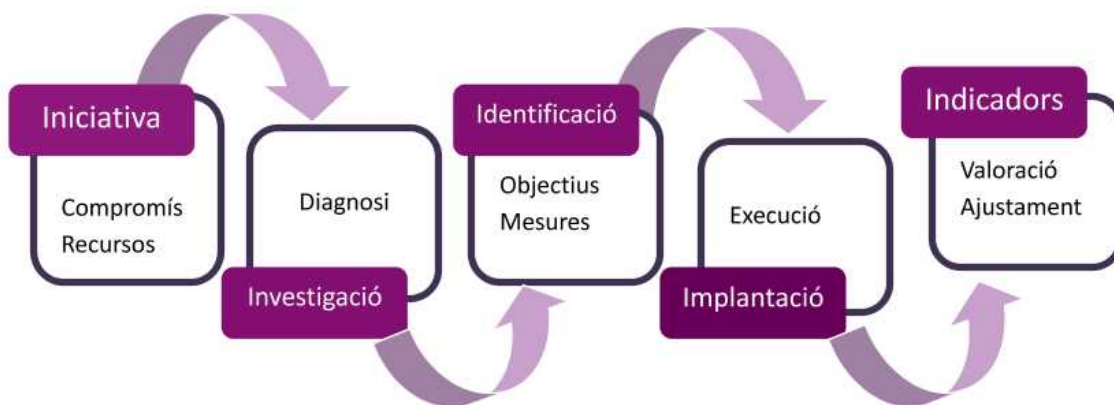 Iniciativa
Compromís
Recursos
Diagnosi
Investigació
Identificació
Objectius
Mesures
Execució
Implantació
Indicadors
Valoració
Ajustament